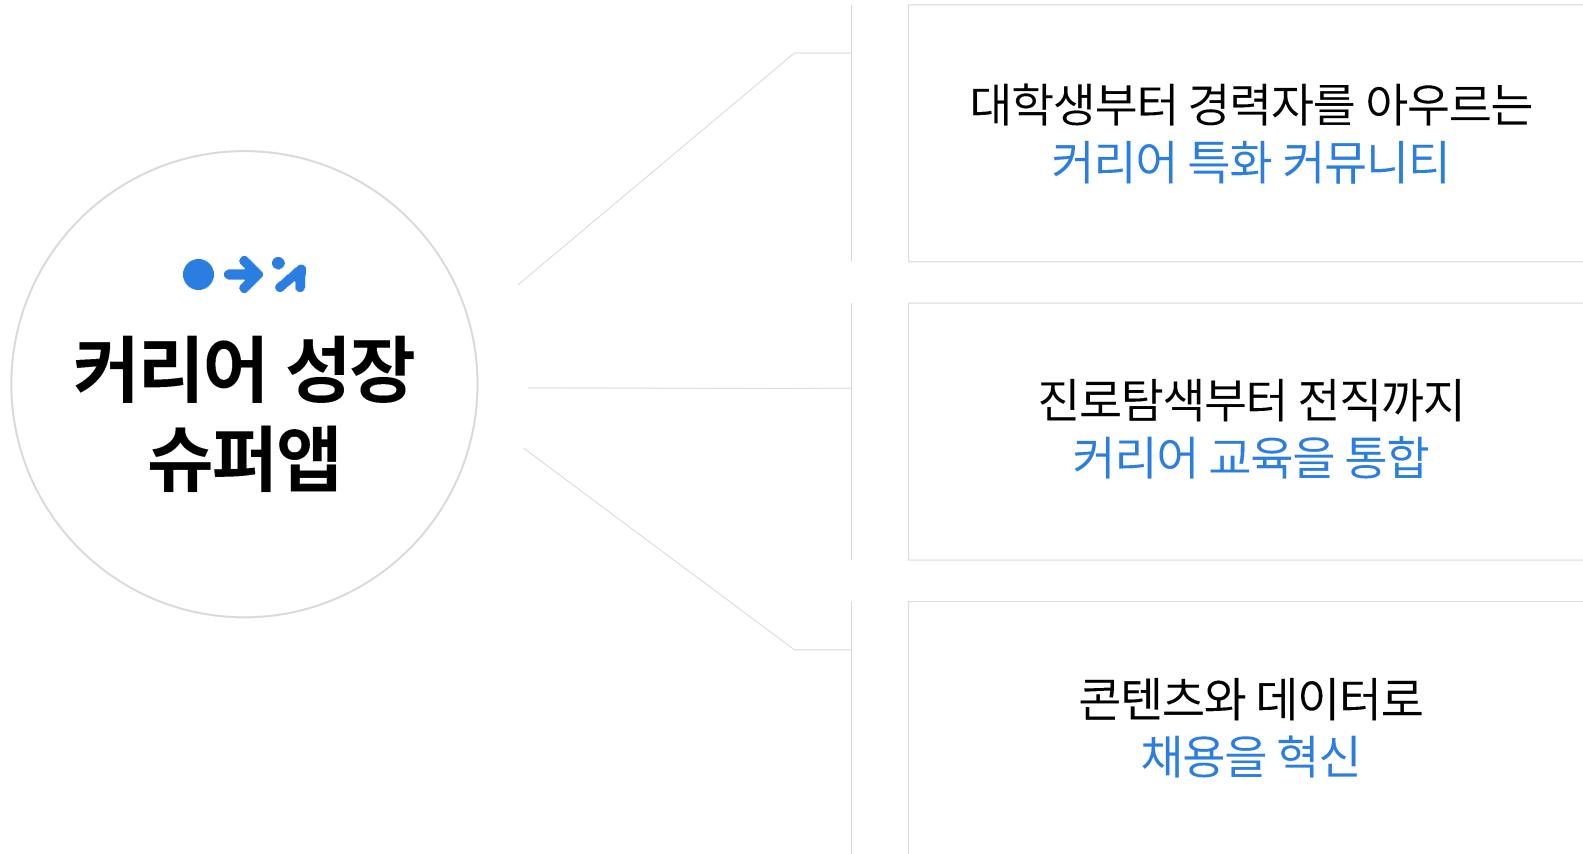 커리어 성장
슈퍼앱
대학생부터 경력자를 아우르는
커리어 특화 커뮤니티
진로탐색부터 전직까지
커리어 교육을 통합
콘텐츠와 데이터로
채용을 혁신